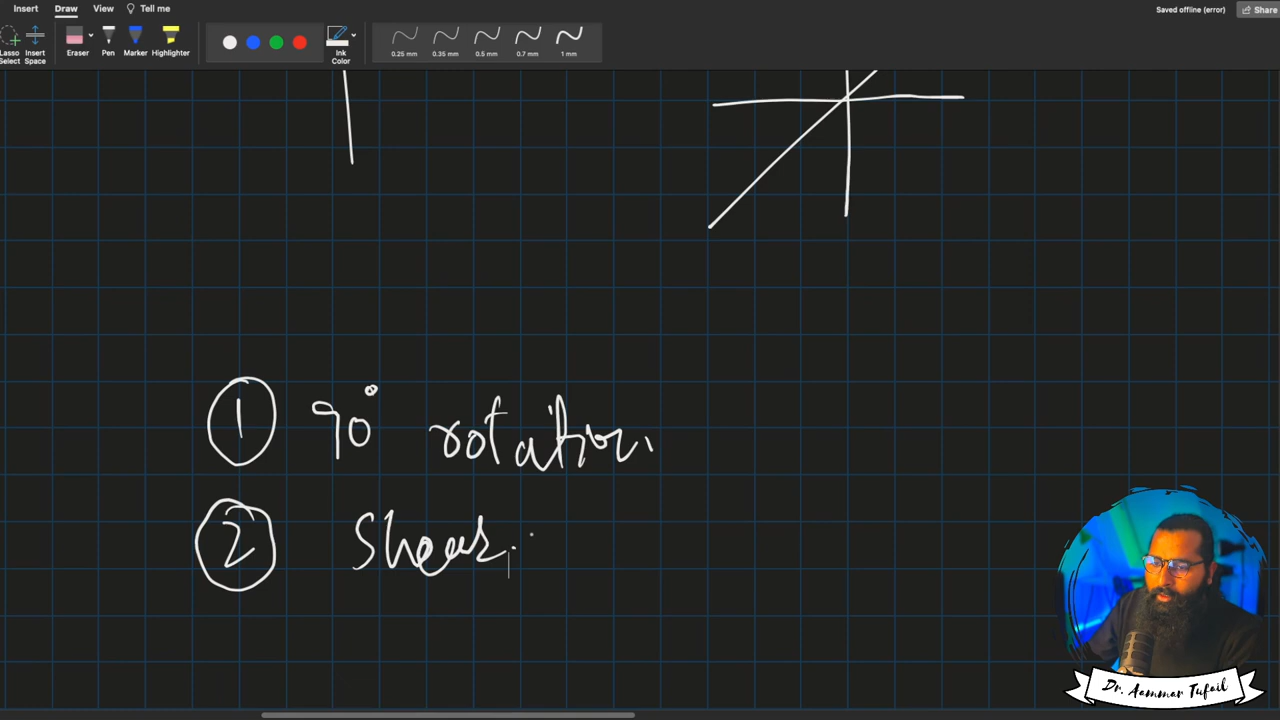 Insert Draw View Tell me Saved offline (error) Share
Lasso Select Insert Space Eraser Pen Marker Highlighter Ink Color 0.25 mm 0.35 mm 0.5 mm 0.7 mm 1 mm
1 90° rotation.
2 Shear.
Dr. Aammar Tufail